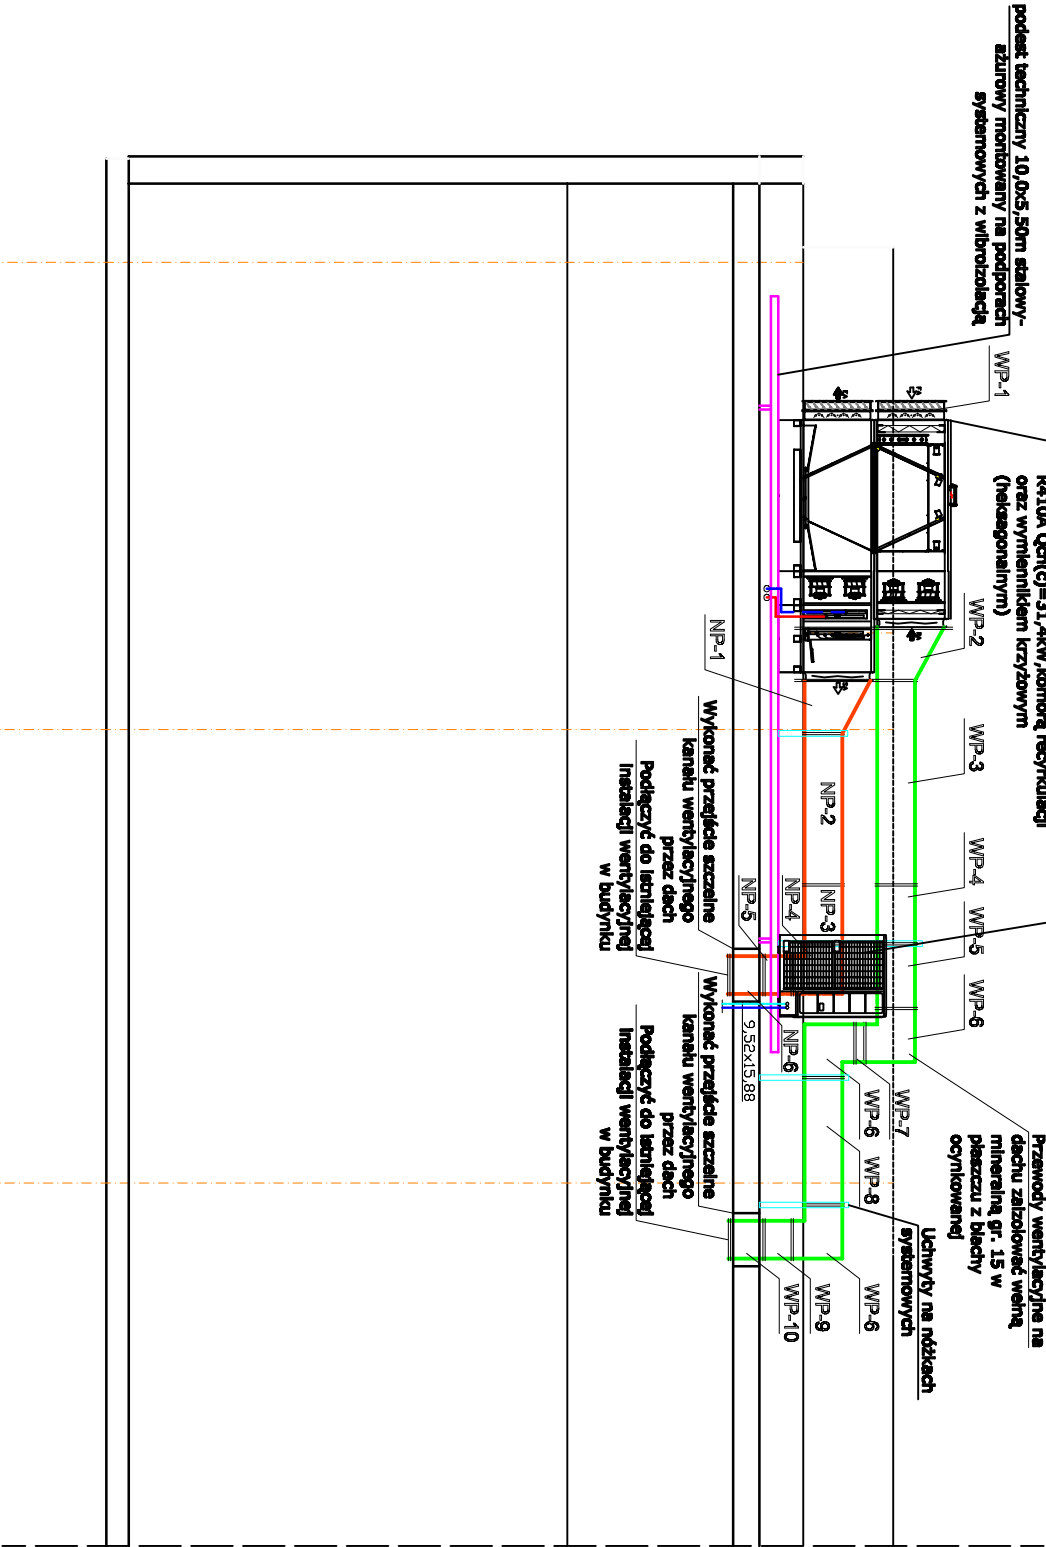 podest techniczny 10,0x5,50m stalowy-
ażurowy montowany na podporach
systemowych z wibroizolacją
WP-1
oraz wymiennikiem krzyżowym
(heksagonalnym)
WP-2
WP-3
WP-4
WP-5
WP-6
Przewody wentylacyjne na
dachu zaizolować wełną
mineralną gr. 15 w
płaszczu z blachy
ocynkowanej
Uchwyty na nóżkach
systemowych
NP-1
NP-2
NP-3
NP-4
NP-5
NP-6
WP-7
WP-6
WP-8
WP-6
WP-9
WP-10
9,52x15,88
Wykonać przejście szczelne
kanału wentylacyjnego
przez dach
Podłączyć do istniejącej
instalacji wentylacyjnej
w budynku
Wykonać przejście szczelne
kanału wentylacyjnego
przez dach
Podłączyć do istniejącej
instalacji wentylacyjnej
w budynku